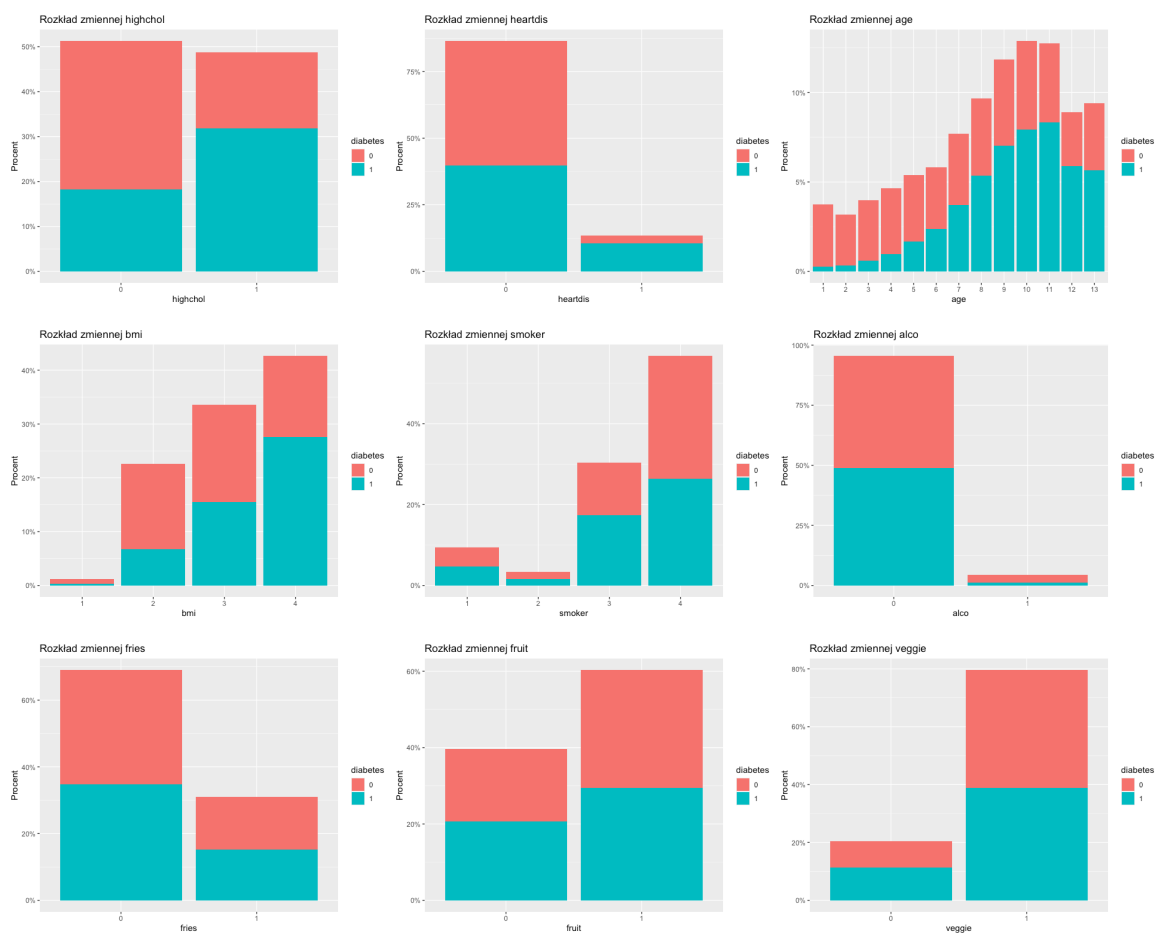 Rozkład zmiennej highchol
50%
40%
30%
20%
10%
0%
Procent
0 1
highchol
diabetes
0
1
Rozkład zmiennej heartdis
75%
50%
25%
0%
Procent
0 1
heartdis
diabetes
0
1
Rozkład zmiennej age
10%
5%
0%
Procent
1 2 3 4 5 6 7 8 9 10 11 12 13
age
diabetes
0
1
Rozkład zmiennej bmi
40%
30%
20%
10%
0%
Procent
1 2 3 4
bmi
diabetes
0
1
Rozkład zmiennej smoker
40%
20%
0%
Procent
1 2 3 4
smoker
diabetes
0
1
Rozkład zmiennej alco
100%
75%
50%
25%
0%
Procent
0 1
alco
diabetes
0
1
Rozkład zmiennej fries
60%
40%
20%
0%
Procent
0 1
fries
diabetes
0
1
Rozkład zmiennej fruit
60%
40%
20%
0%
Procent
0 1
fruit
diabetes
0
1
Rozkład zmiennej veggie
80%
60%
40%
20%
0%
Procent
0 1
veggie
diabetes
0
1